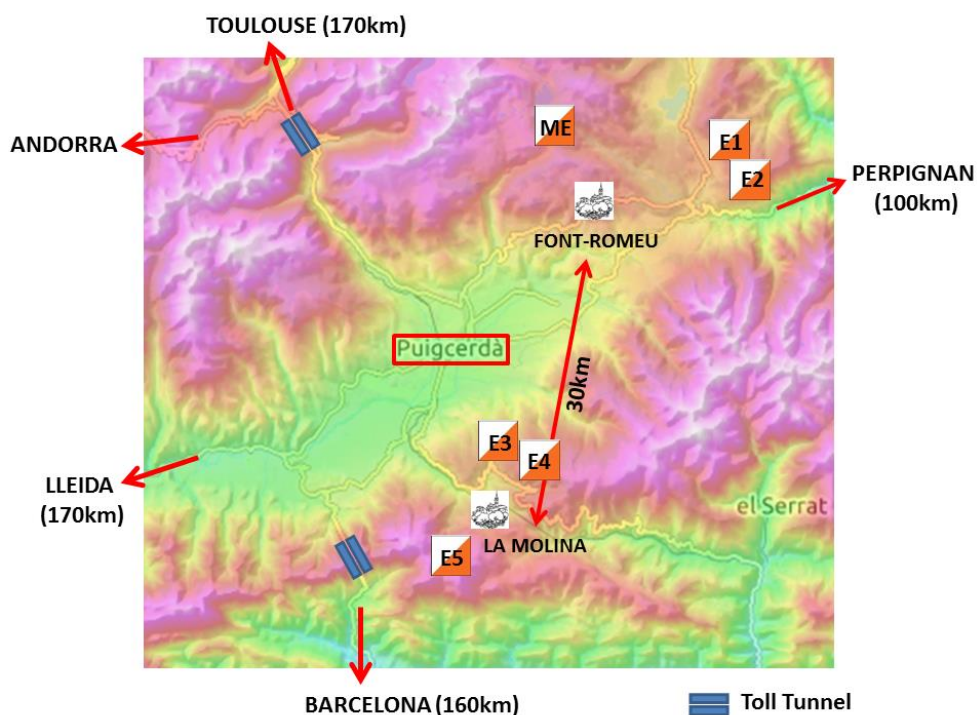 TOULOUSE (170km)
ANDORRA
ME
E1
E2
PERPIGNAN
(100km)
FONT-ROMEU
Puigcerdà
30km
E3
E4
LLEIDA
(170km)
el Serrat
LA MOLINA
E5
BARCELONA (160km)
Toll Tunnel